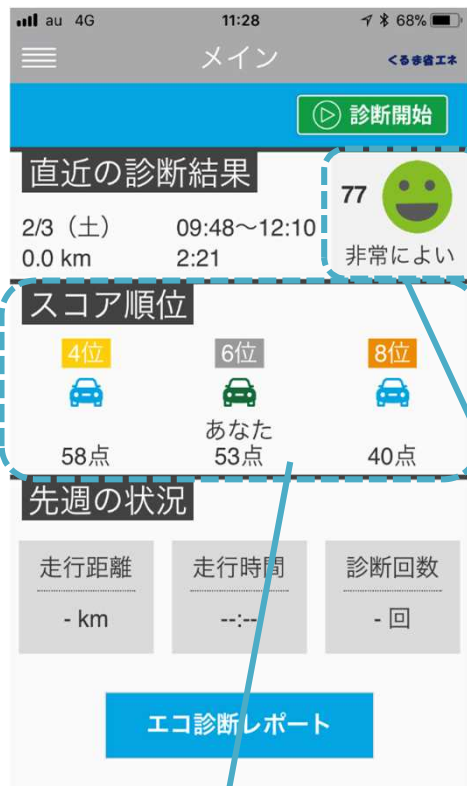 au 4G 11:28 68%
メイン くるま省エネ
診断開始
直近の診断結果
77
2/3（土） 09:48～12:10
0.0 km 2:21 非常によい
スコア順位
4位 6位 8位
あなた
58点 53点 40点
先週の状況
走行距離 走行時間 診断回数
- km --:-- - 回
エコ診断レポート